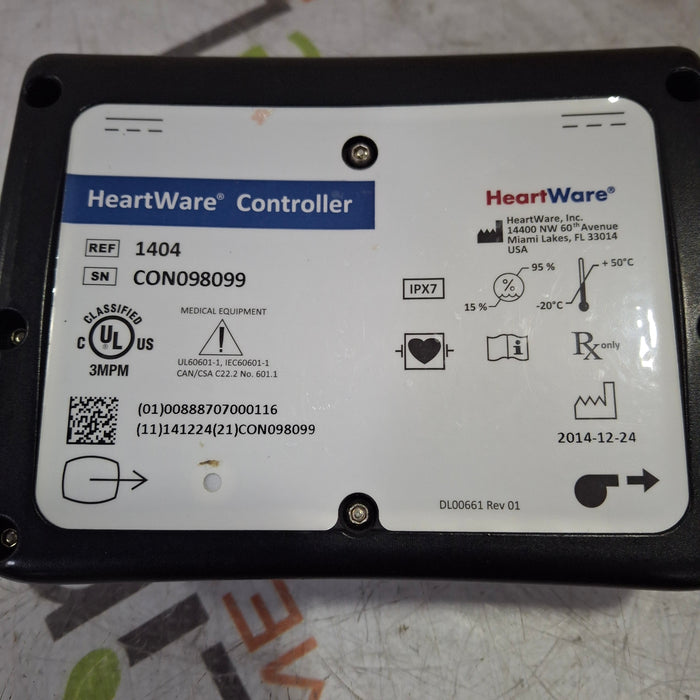 HeartWare® Controller
REF 1404
SN CON098099
CLASSIFIED
C UL® US
3MPM
MEDICAL EQUIPMENT
UL60601-1, IEC60601-1
CAN/CSA C22.2 No. 601.1
(01)00888707000116
(11)141224(21)CON098099
HeartWare®
HeartWare, Inc.
14400 NW 60th Avenue
Miami Lakes, FL 33014
USA
IPX7
95 %
%
15 %
+ 50°C
-20°C
i
Rx only
2014-12-24
DL00661 Rev 01